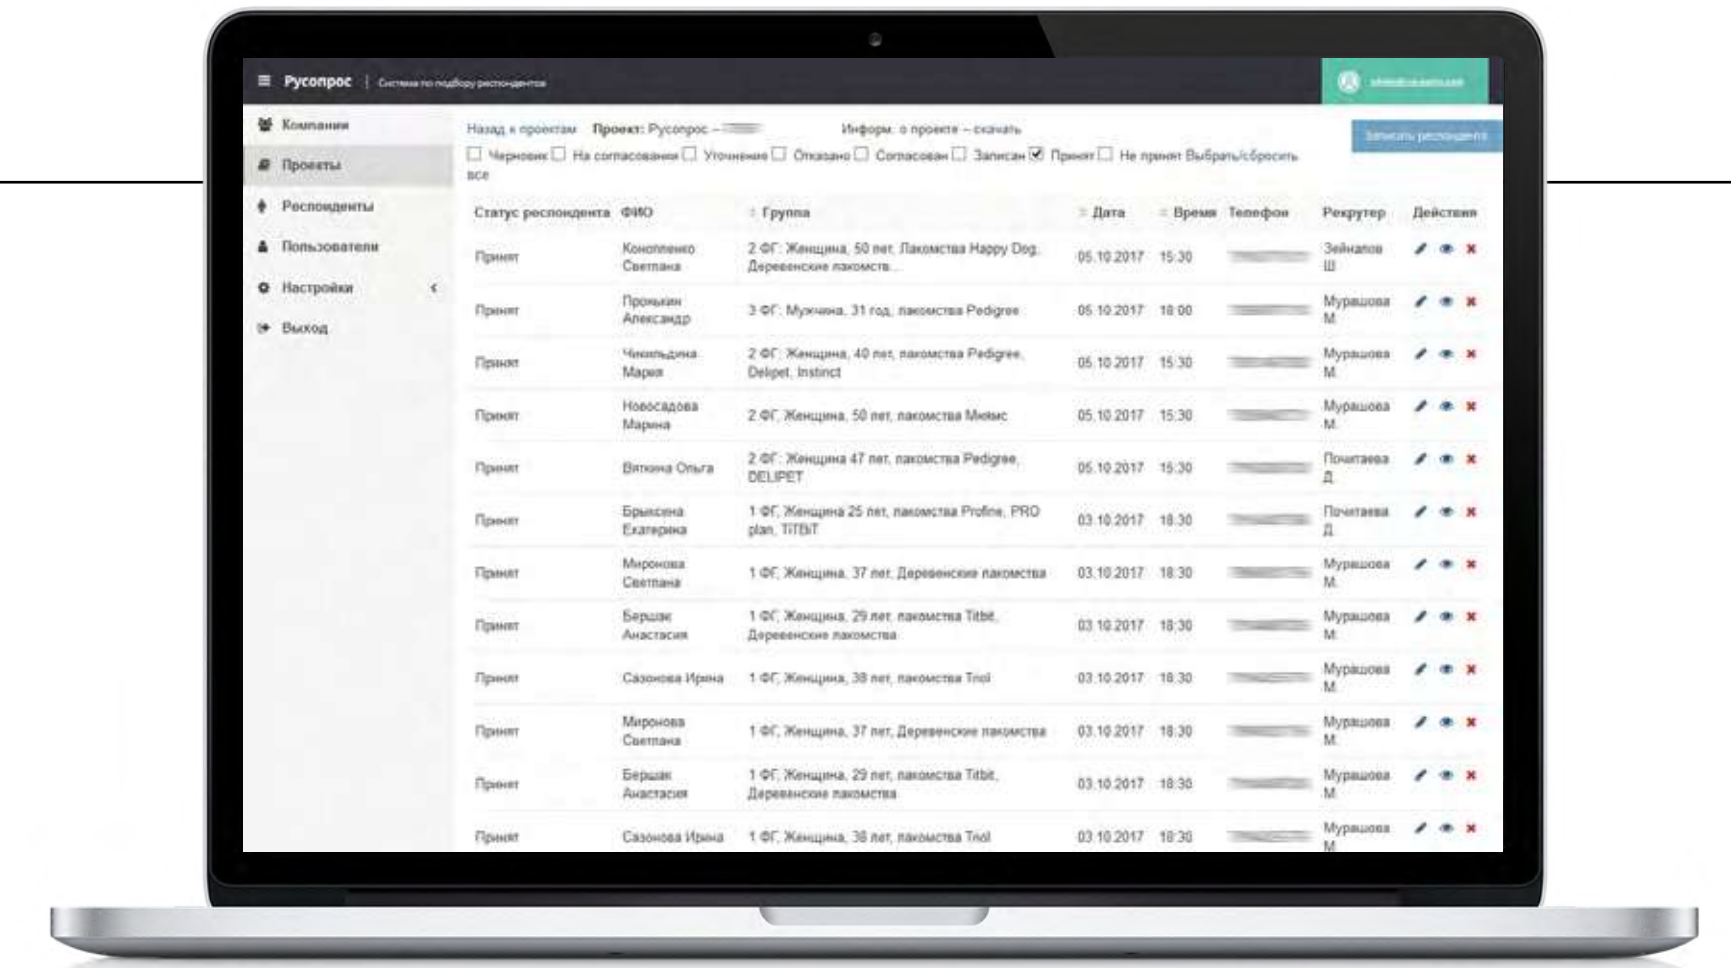 Русопрос | Система по подбору респондентов
Компании
Проекты
Респонденты
Пользователи
Настройки
Выход
Назад к проектам Проект: Русопрос – Информ. о проекте – скачать
Записать респондента
Черновик На согласовании Уточнение Отказано Согласован Записан Принят Не принят Выбрать/сбросить
все
Статус респондента ФИО Группа Дата Время Телефон Рекрутер Действия
Принят Конопленко Светлана 2 ФГ: Женщина, 50 лет, Лакомства Happy Dog, Деревенские лакомств... 05.10.2017 15:30 Зейналов Ш
Принят Пронькин Александр 3 ФГ: Мужчина, 31 год, лакомства Pedigree 05.10.2017 18:00 Мурашова М.
Принят Мария 2 ФГ: Женщина, 40 лет, лакомства Pedigree, Delipet, Instinct 05.10.2017 15:30 Мурашова М.
Принят Новосадова Марина 2 ФГ, Женщина, 50 лет, лакомства Мнямс 05.10.2017 15:30 Мурашова М.
Принят Вяткина Ольга 2 ФГ: Женщина 47 лет, лакомства Pedigree, DELIPET 05.10.2017 15:30 Почитаева Д.
Принят Брыксина Екатерина 1 ФГ, Женщина 25 лет, лакомства Profine, PRO plan, TiTBiT 03.10.2017 18:30 Почитаева Д.
Принят Миронова Светлана 1 ФГ, Женщина, 37 лет, Деревенские лакомства 03.10.2017 18:30 Мурашова М.
Принят Бершак Анастасия 1 ФГ, Женщина, 29 лет, лакомства Titbit, Деревенские лакомства 03.10.2017 18:30 Мурашова М.
Принят Сазонова Ирина 1 ФГ, Женщина, 38 лет, лакомства Triol 03.10.2017 18:30 Мурашова М.
Принят Миронова Светлана 1 ФГ, Женщина, 37 лет, Деревенские лакомства 03.10.2017 18:30 Мурашова М.
Принят Бершак Анастасия 1 ФГ, Женщина, 29 лет, лакомства Titbit, Деревенские лакомства 03.10.2017 18:30 Мурашова М.
Принят Сазонова Ирина 1 ФГ, Женщина, 38 лет, лакомства Triol 03.10.2017 18:30 Мурашова М.